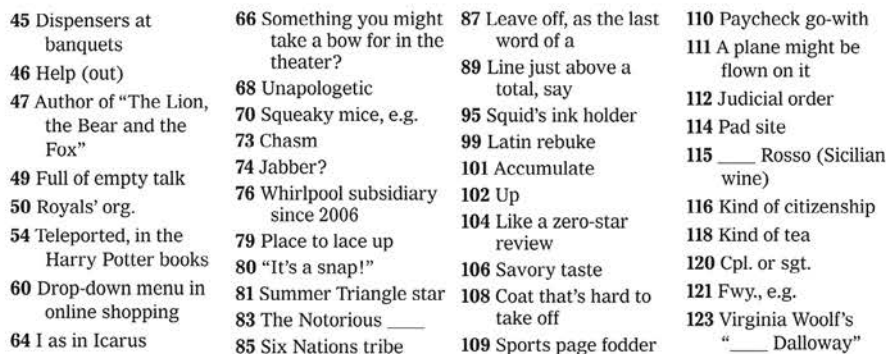 45 Dispensers at
banquets
46 Help (out)
47 Author of “The Lion,
the Bear and the
Fox”
49 Full of empty talk
50 Royals’ org.
54 Teleported, in the
Harry Potter books
60 Drop-down menu in
online shopping
64 I as in Icarus
66 Something you might
take a bow for in the
theater?
68 Unapologetic
70 Squeaky mice, e.g.
73 Chasm
74 Jabber?
76 Whirlpool subsidiary
since 2006
79 Place to lace up
80 “It’s a snap!”
81 Summer Triangle star
83 The Notorious ____
85 Six Nations tribe
87 Leave off, as the last
word of a
89 Line just above a
total, say
95 Squid’s ink holder
99 Latin rebuke
101 Accumulate
102 Up
104 Like a zero-star
review
106 Savory taste
108 Coat that’s hard to
take off
109 Sports page fodder
110 Paycheck go-with
111 A plane might be
flown on it
112 Judicial order
114 Pad site
115 ____ Rosso (Sicilian
wine)
116 Kind of citizenship
118 Kind of tea
120 Cpl. or sgt.
121 Fwy., e.g.
123 Virginia Woolf’s
“____ Dalloway”